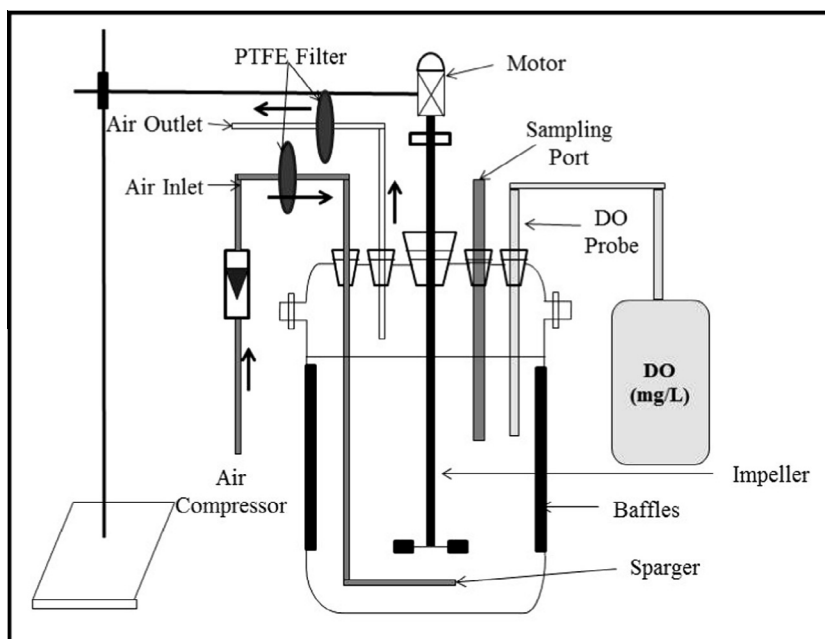 PTFE Filter
Motor
Air Outlet
Sampling
Port
Air Inlet
DO
Probe
DO
(mg/L)
Air
Compressor
Impeller
Baffles
Sparger